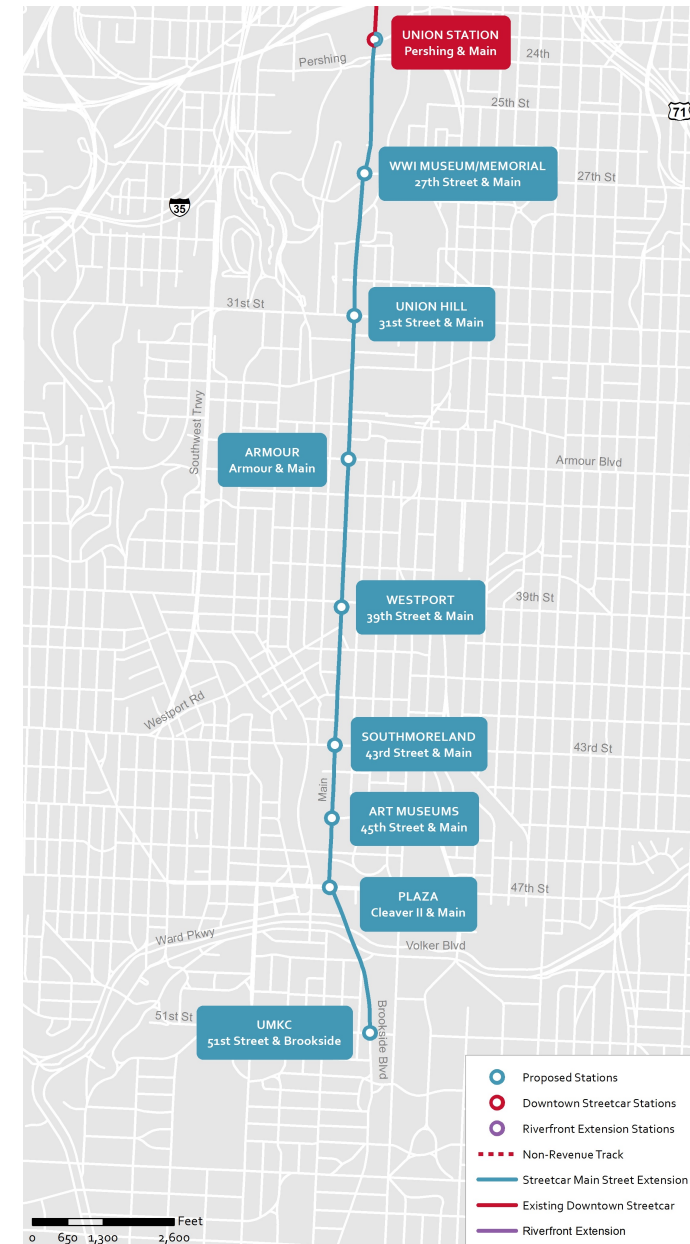 UNION STATION
Pershing & Main
Pershing
24th
25th St
71
WWI MUSEUM/MEMORIAL
27th Street & Main
27th St
35
UNION HILL
31st Street & Main
31st St
Southwest Trwy
ARMOUR
Armour & Main
Armour Blvd
WESTPORT
39th Street & Main
39th St
Westport Rd
SOUTHMORELAND
43rd Street & Main
43rd St
Main
ART MUSEUMS
45th Street & Main
PLAZA
Cleaver II & Main
47th St
Ward Pkwy
Volker Blvd
51st St
UMKC
51st Street & Brookside
Brookside Blvd
Proposed Stations
Downtown Streetcar Stations
Riverfront Extension Stations
Non-Revenue Track
Streetcar Main Street Extension
Existing Downtown Streetcar
Riverfront Extension
Feet
0 650 1,300 2,600